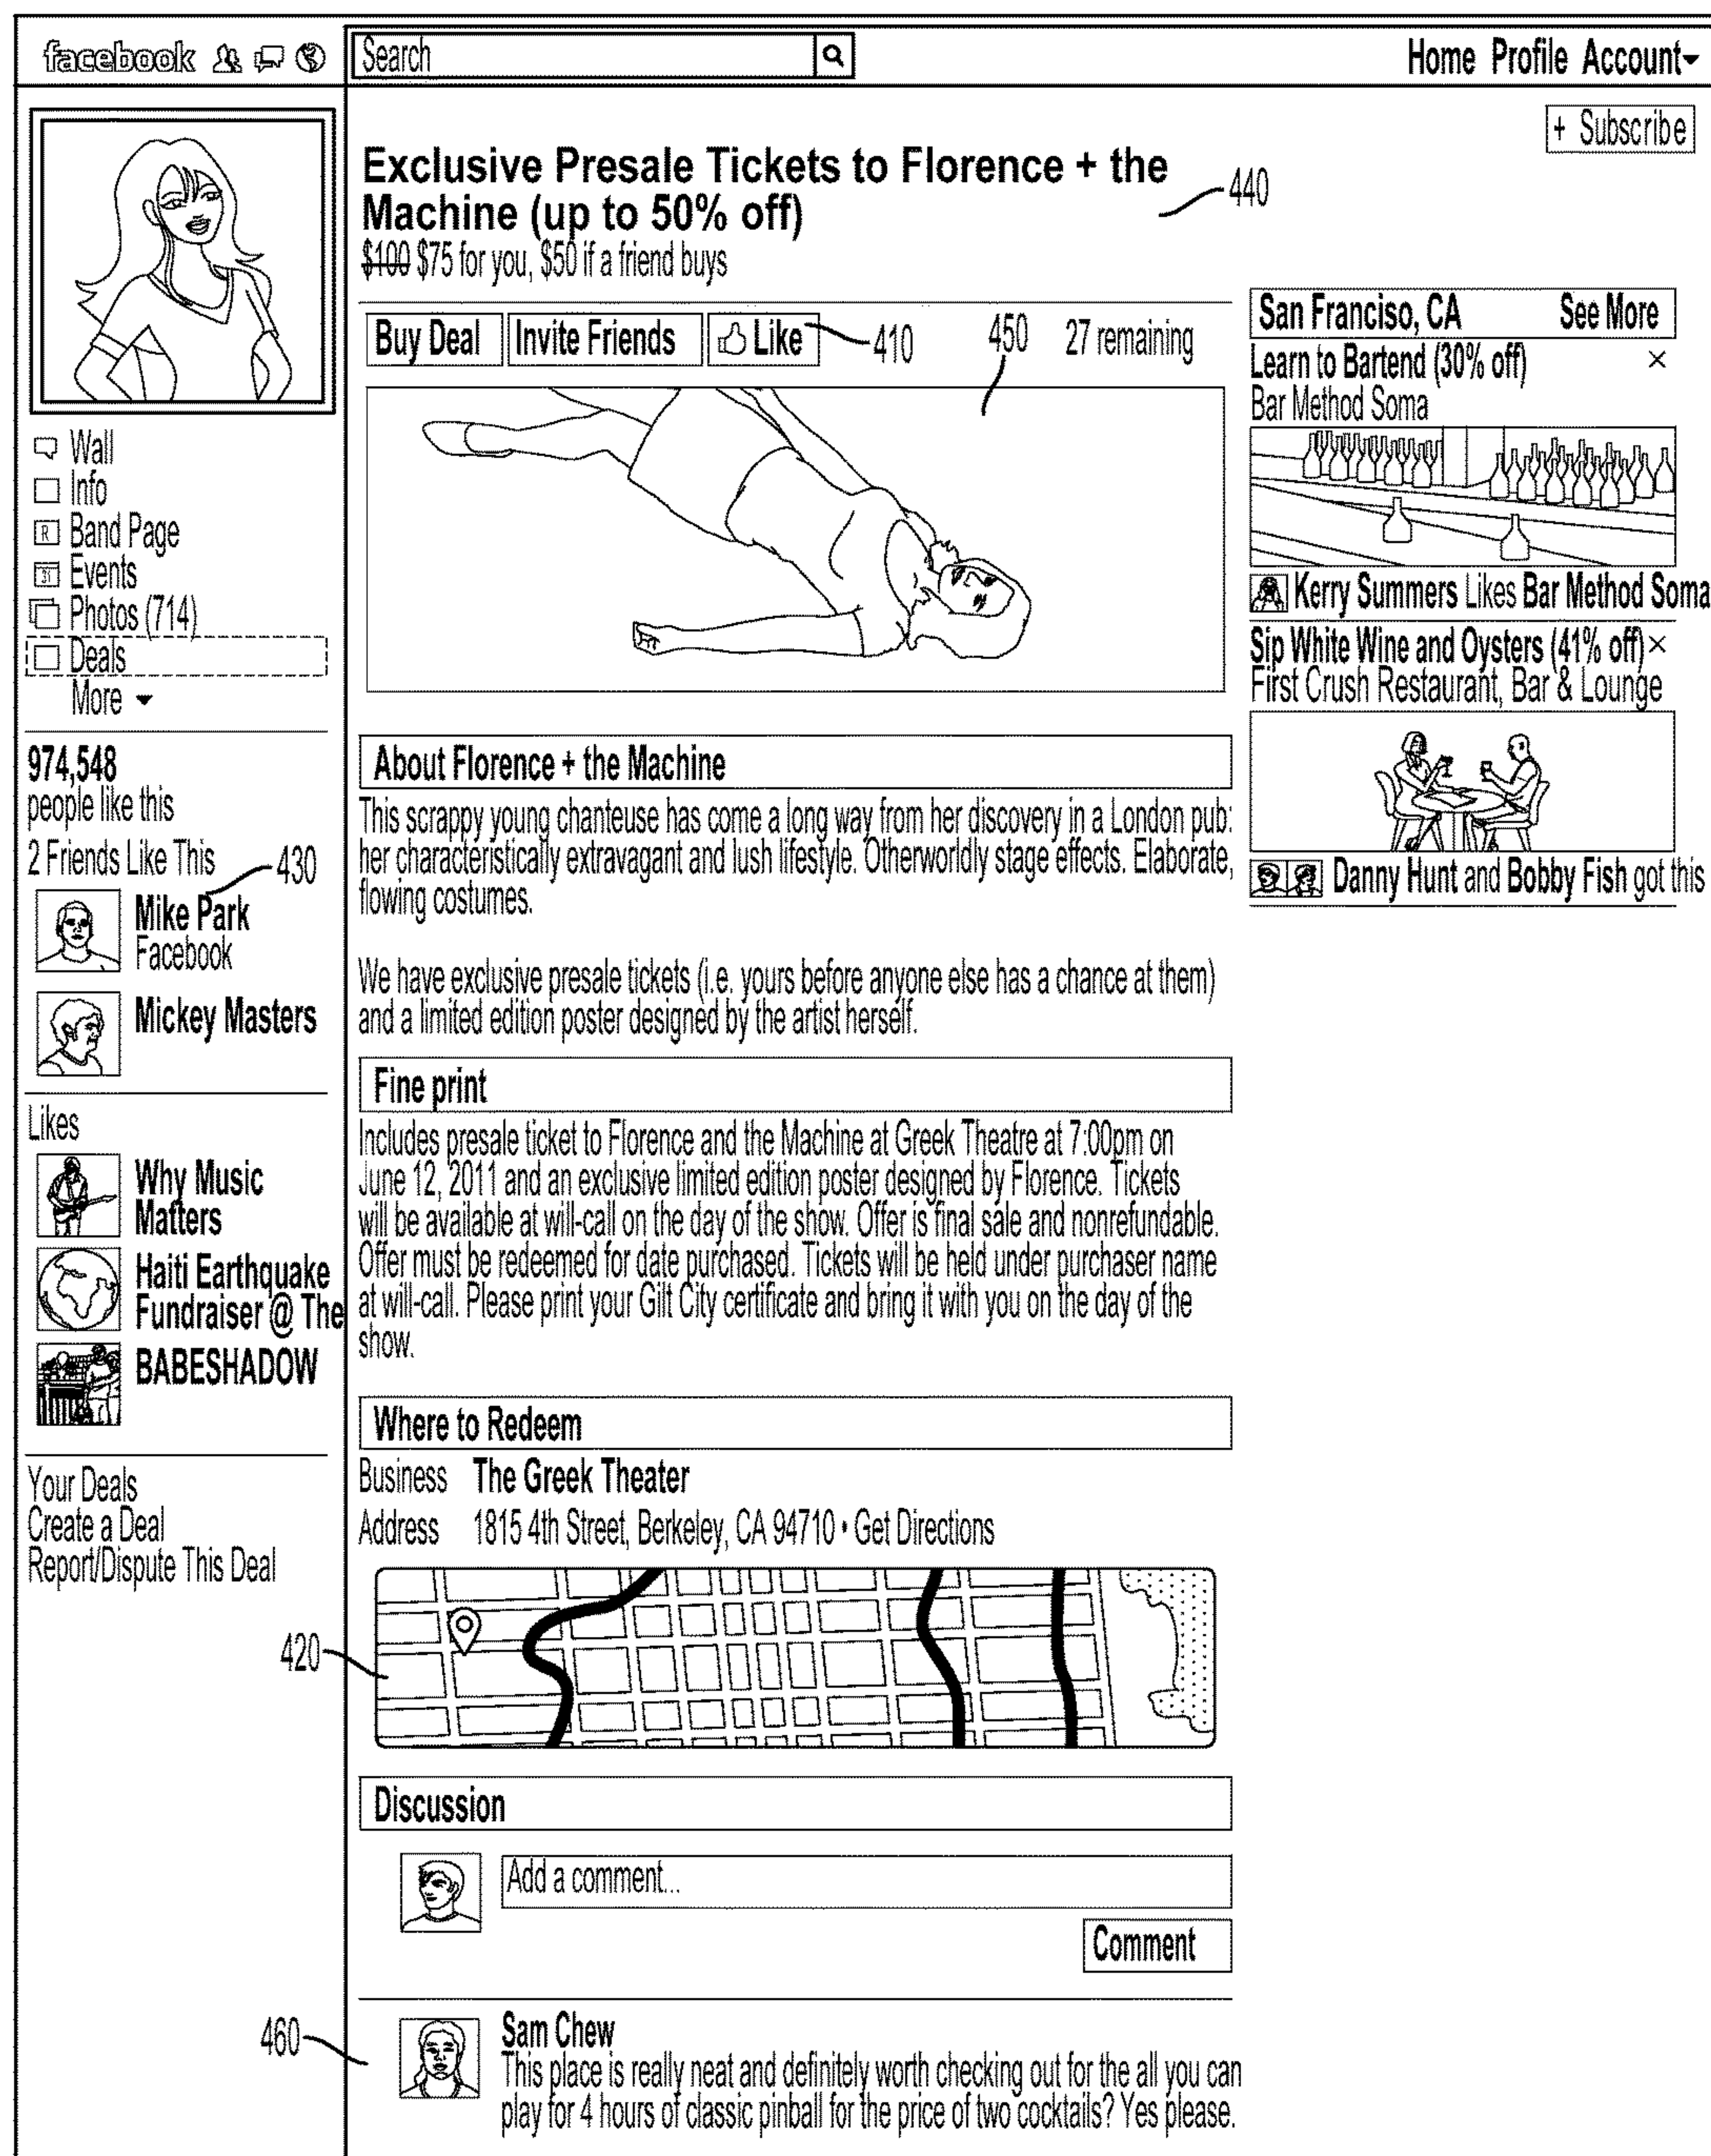 facebook
Search
Home Profile Account
+ Subscribe
Exclusive Presale Tickets to Florence + the
Machine (up to 50% off)
440
$100 $75 for you, $50 if a friend buys
Buy Deal
Invite Friends
Like
410
450
27 remaining
Wall
Info
R
Band Page
31
Events
Photos (714)
Deals
More
974,548
people like this
2 Friends Like This
430
Mike Park
Facebook
Mickey Masters
Likes
Why Music
Matters
Haiti Earthquake
Fundraiser @ The
BABESHADOW
Your Deals
Create a Deal
Report/Dispute This Deal
About Florence + the Machine
This scrappy young chanteuse has come a long way from her discovery in a London pub:
her characteristically extravagant and lush lifestyle. Otherworldly stage effects. Elaborate,
flowing costumes.
We have exclusive presale tickets (i.e. yours before anyone else has a chance at them)
and a limited edition poster designed by the artist herself.
Fine print
Includes presale ticket to Florence and the Machine at Greek Theatre at 7:00pm on
June 12, 2011 and an exclusive limited edition poster designed by Florence. Tickets
will be available at will-call on the day of the show. Offer is final sale and nonrefundable.
Offer must be redeemed for date purchased. Tickets will be held under purchaser name
at will-call. Please print your Gilt City certificate and bring it with you on the day of the
show.
Where to Redeem
Business The Greek Theater
Address 1815 4th Street, Berkeley, CA 94710 • Get Directions
420
Discussion
Add a comment...
Comment
460
Sam Chew
This place is really neat and definitely worth checking out for the all you can
play for 4 hours of classic pinball for the price of two cocktails? Yes please.
San Franciso, CA See More
Learn to Bartend (30% off)
Bar Method Soma
Kerry Summers Likes Bar Method Soma
Sip White Wine and Oysters (41% off)
First Crush Restaurant, Bar & Lounge
Danny Hunt and Bobby Fish got this